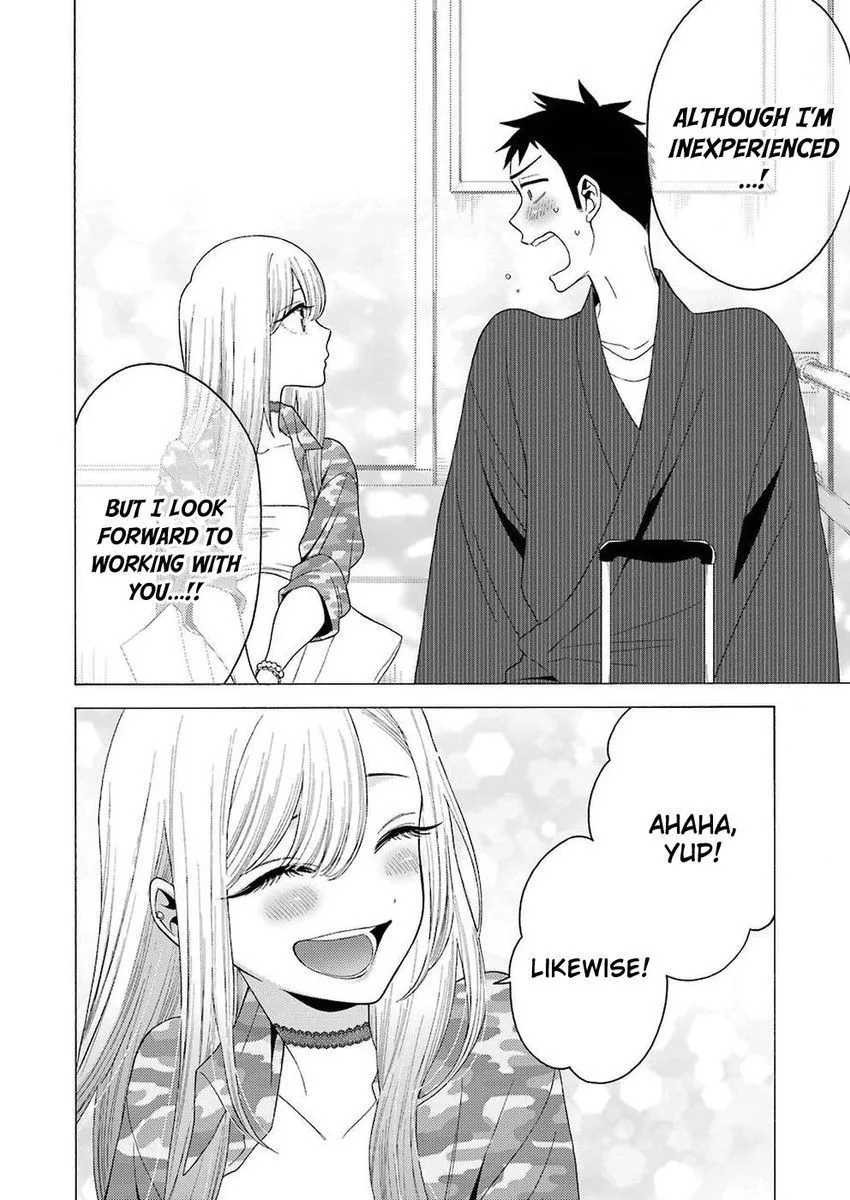 ALTHOUGH I'M
INEXPERIENCED
...!
BUT I LOOK
FORWARD TO
WORKING WITH
YOU...!!
AHAHA,
YUP!
LIKEWISE!